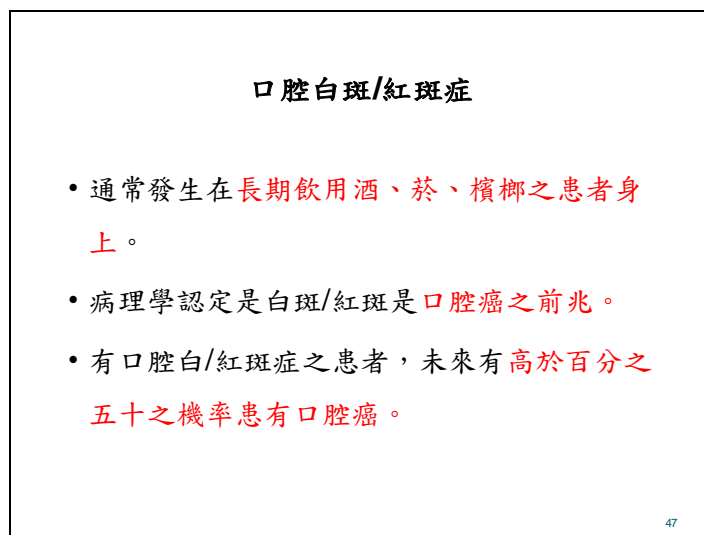 口腔白斑/紅斑症
• 通常發生在長期飲用酒、菸、檳榔之患者身
上。
• 病理學認定是白斑/紅斑是口腔癌之前兆。
• 有口腔白/紅斑症之患者，未來有高於百分之
五十之機率患有口腔癌。
47